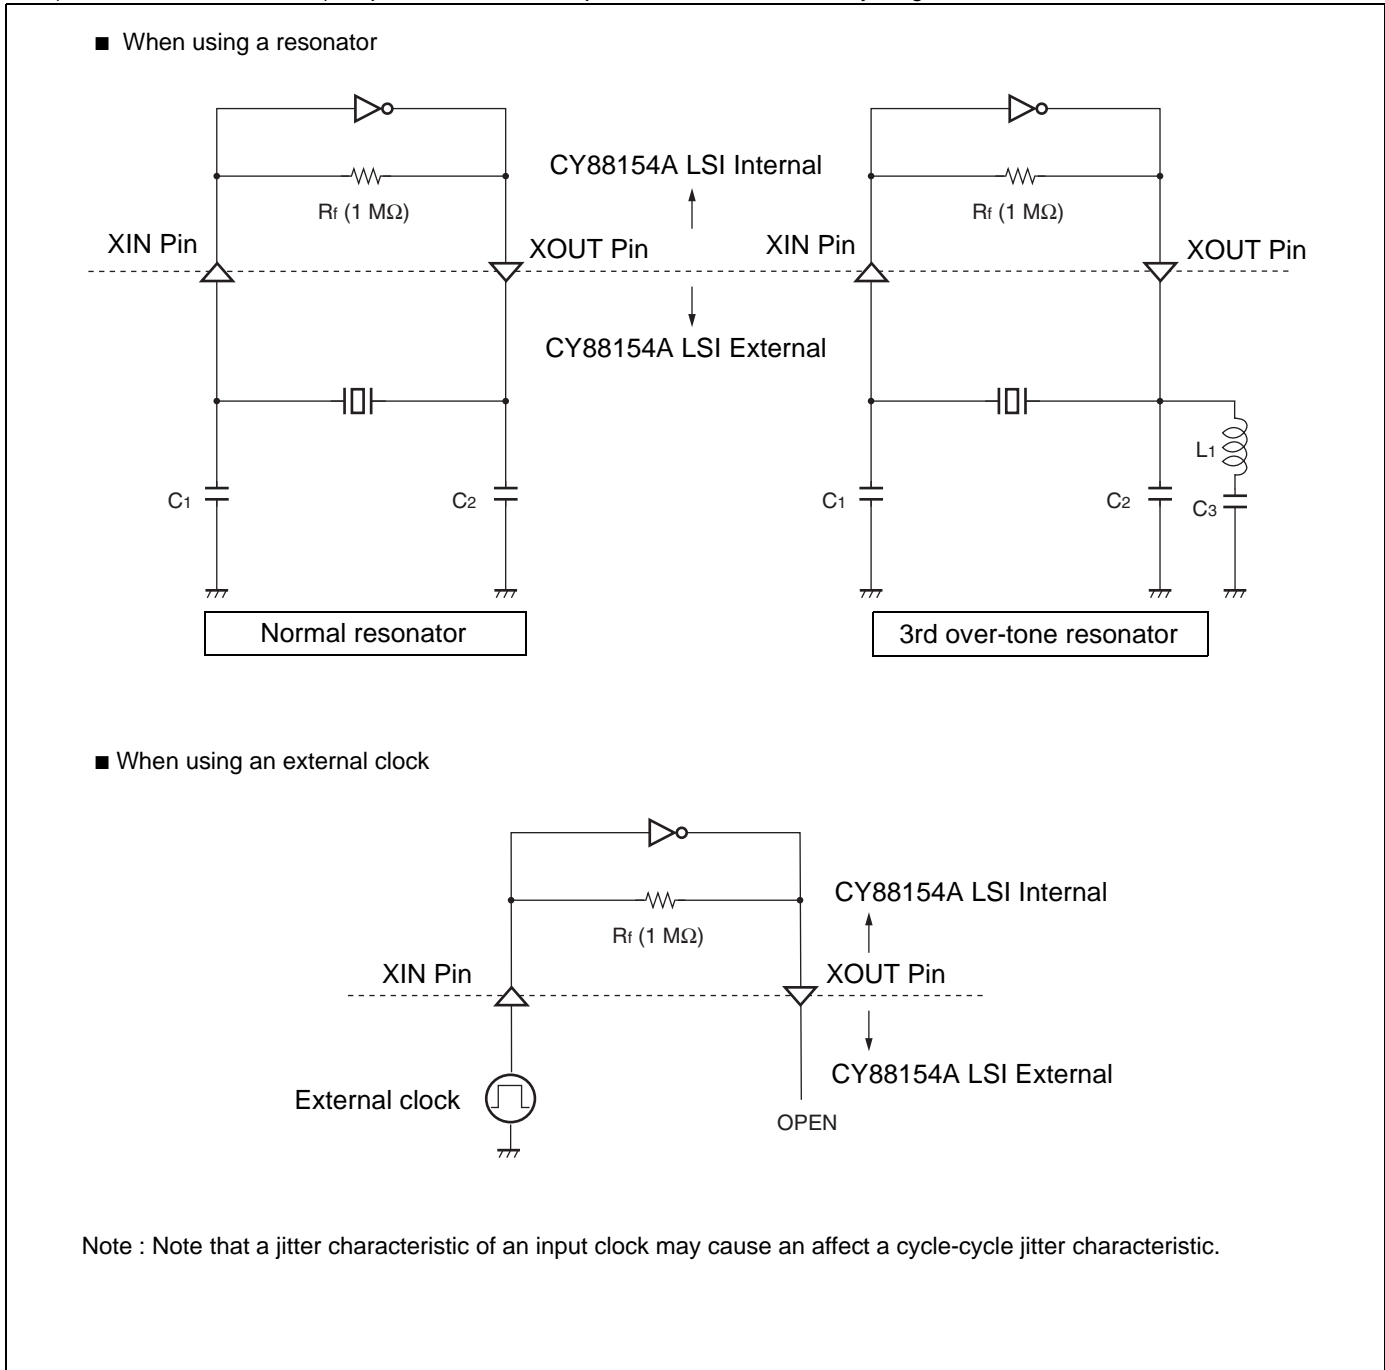 ■ When using a resonator
CY88154A LSI Internal
Rf (1 MΩ)
Rf (1 MΩ)
XIN Pin
XOUT Pin
XIN Pin
XOUT Pin
CY88154A LSI External
L1
C1
C2
C1
C2
C3
Normal resonator
3rd over-tone resonator
■ When using an external clock
CY88154A LSI Internal
Rf (1 MΩ)
XIN Pin
XOUT Pin
CY88154A LSI External
External clock
OPEN
Note : Note that a jitter characteristic of an input clock may cause an affect a cycle-cycle jitter characteristic.